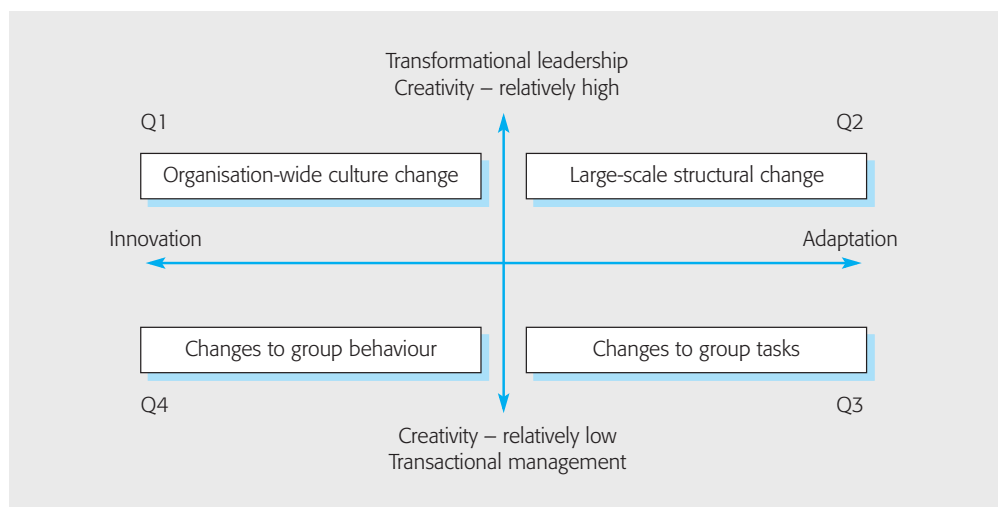 Transformational leadership
Creativity – relatively high
Q1
Q2
Organisation-wide culture change
Large-scale structural change
Innovation
Adaptation
Changes to group behaviour
Changes to group tasks
Q4
Q3
Creativity – relatively low
Transactional management